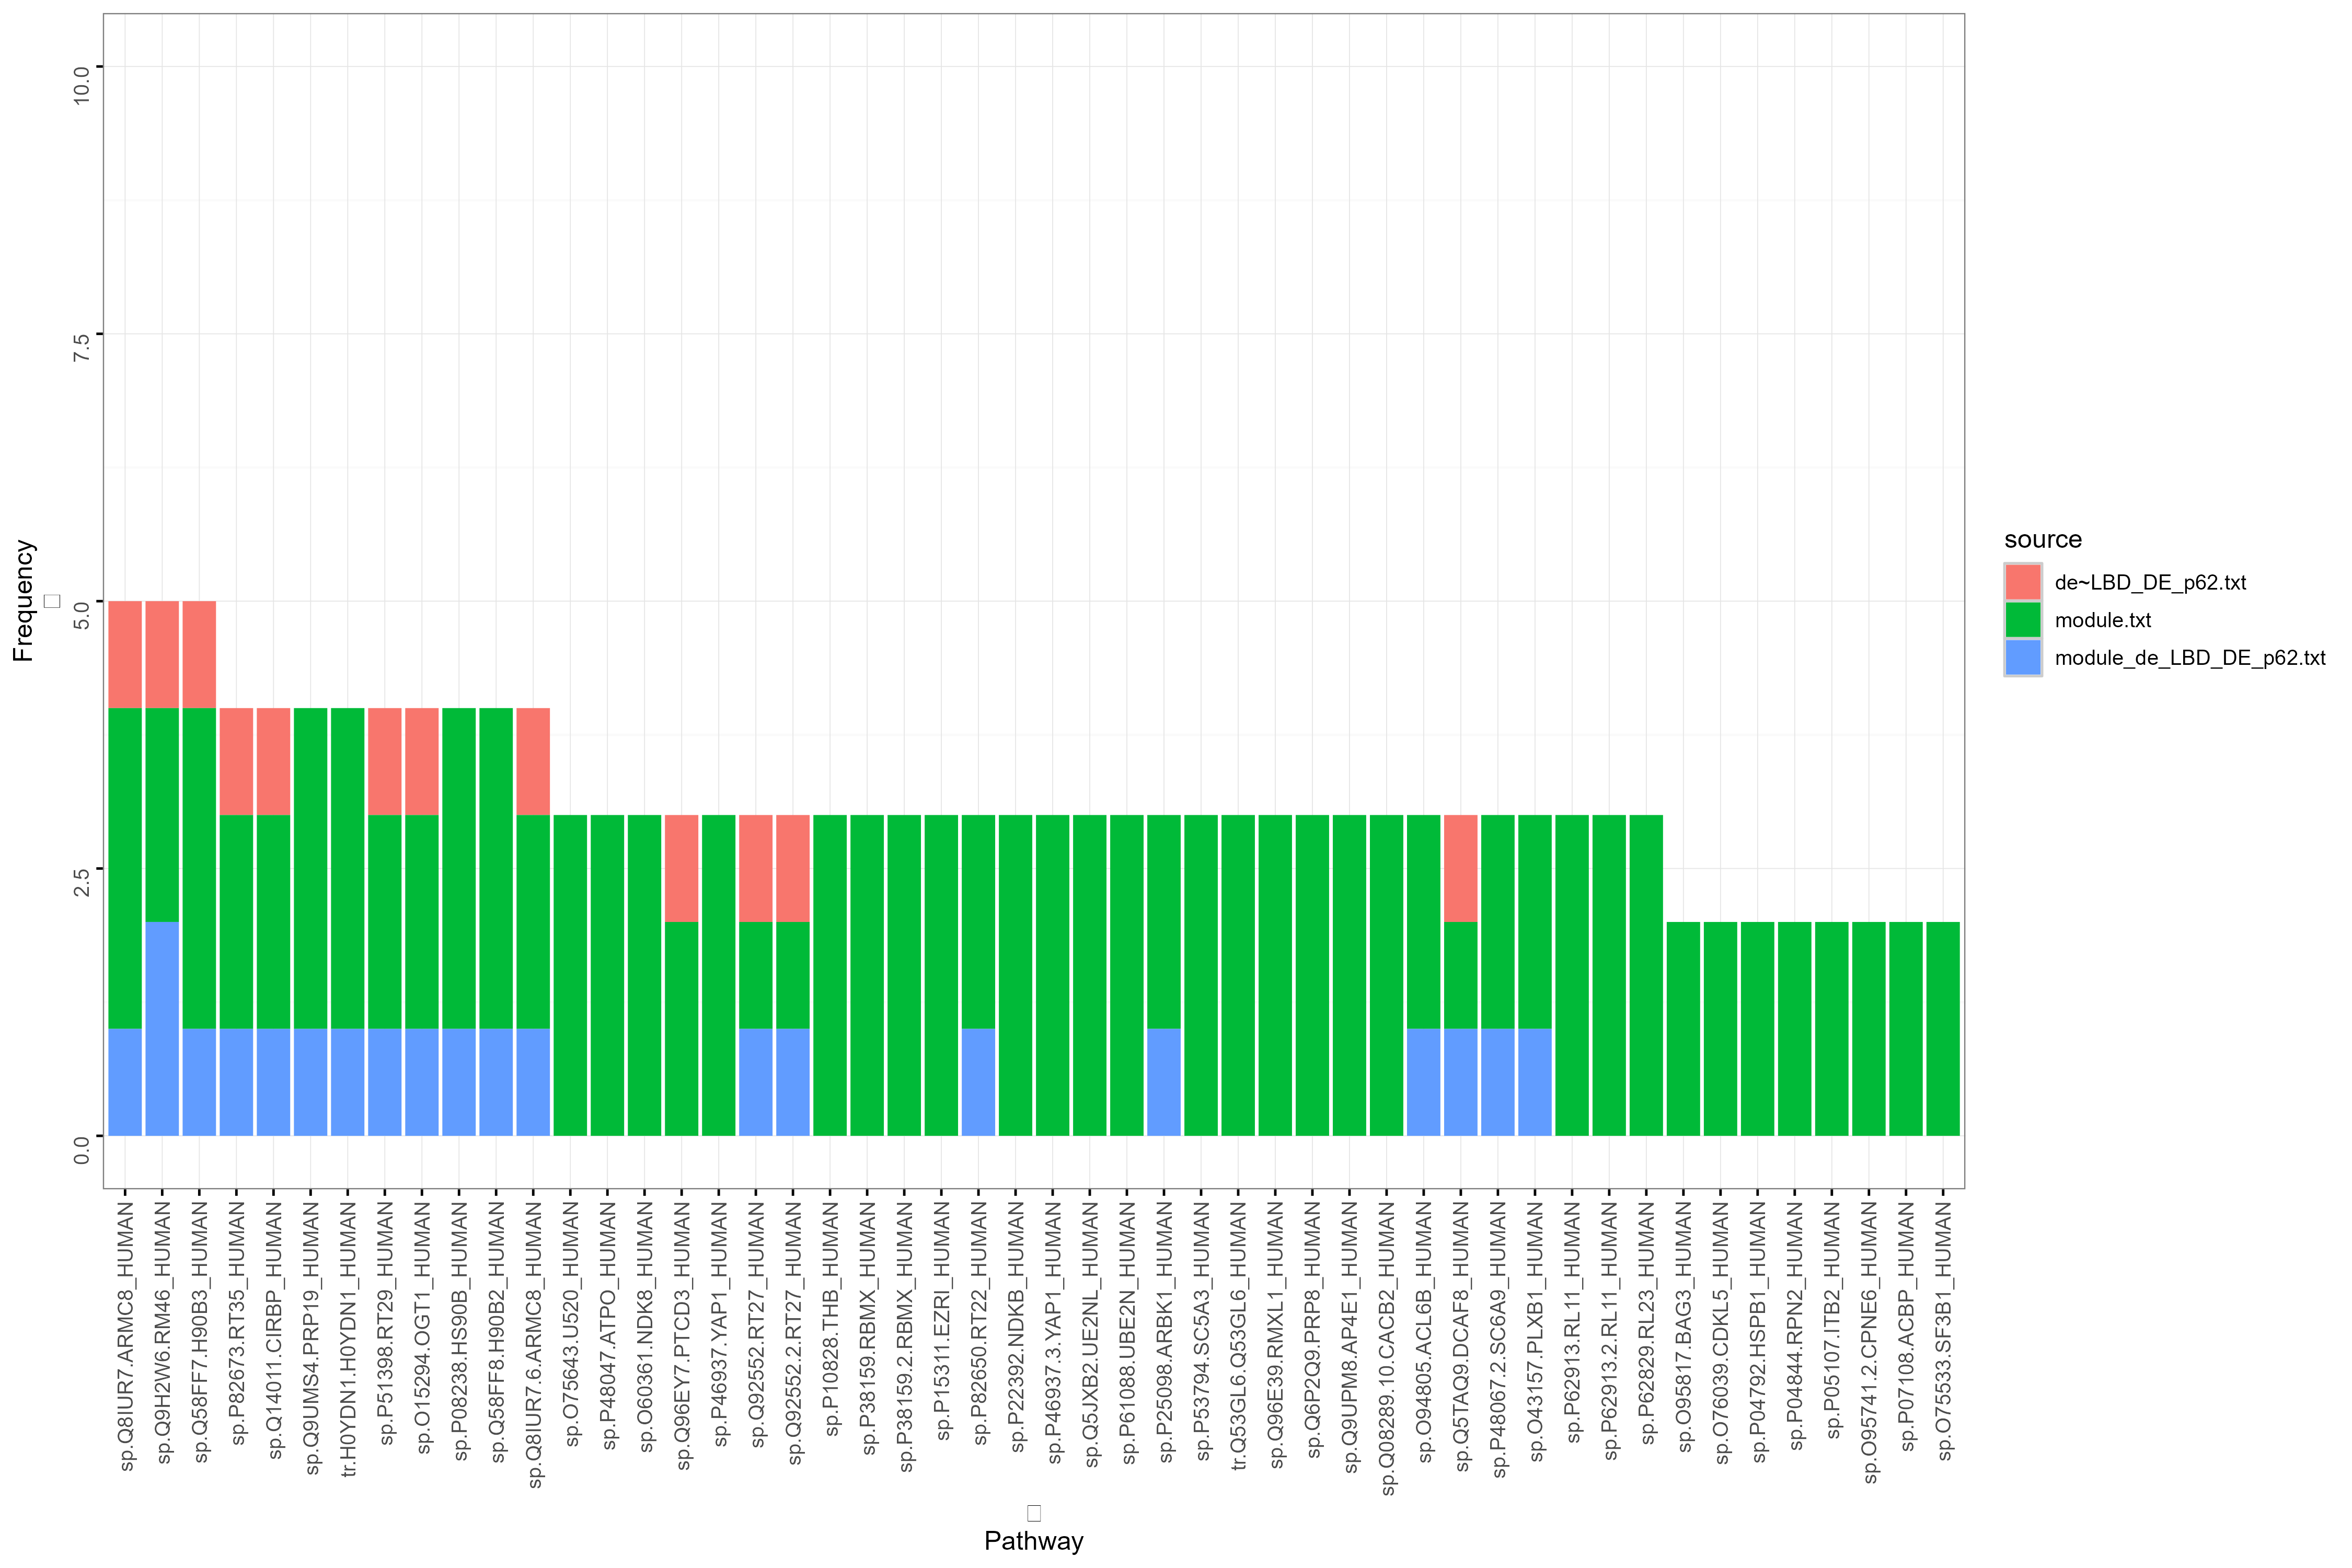 Frequency
10.0
7.5
5.0
2.5
0.0
sp.Q8IUR7.ARMC8_HUMAN
sp.Q9H2W6.RM46_HUMAN
sp.Q58FF7.H90B3_HUMAN
sp.P82673.RT35_HUMAN
sp.Q14011.CIRBP_HUMAN
sp.Q9UMS4.PRP19_HUMAN
tr.H0YDN1.H0YDN1_HUMAN
sp.P51398.RT29_HUMAN
sp.O15294.OGT1_HUMAN
sp.P08238.HS90B_HUMAN
sp.Q58FF8.H90B2_HUMAN
sp.Q8IUR7.6.ARMC8_HUMAN
sp.O75643.U520_HUMAN
sp.P48047.ATPO_HUMAN
sp.O60361.NDK8_HUMAN
sp.Q96EY7.PTCD3_HUMAN
sp.P46937.YAP1_HUMAN
sp.Q92552.RT27_HUMAN
sp.Q92552.2.RT27_HUMAN
sp.P10828.THB_HUMAN
sp.P38159.RBMX_HUMAN
sp.P38159.2.RBMX_HUMAN
sp.P15311.EZRI_HUMAN
sp.P82650.RT22_HUMAN
sp.P22392.NDKB_HUMAN
sp.P46937.3.YAP1_HUMAN
sp.Q5JXB2.UE2NL_HUMAN
sp.P61088.UBE2N_HUMAN
sp.P25098.ARBK1_HUMAN
sp.P53794.SC5A3_HUMAN
tr.Q53GL6.Q53GL6_HUMAN
sp.Q96E39.RMXL1_HUMAN
sp.Q6P2Q9.PRP8_HUMAN
sp.Q9UPM8.AP4E1_HUMAN
sp.Q08289.10.CACB2_HUMAN
sp.O94805.ACL6B_HUMAN
sp.Q5TAQ9.DCAF8_HUMAN
sp.P48067.2.SC6A9_HUMAN
sp.O43157.PLXB1_HUMAN
sp.P62913.RL11_HUMAN
sp.P62913.2.RL11_HUMAN
sp.P62829.RL23_HUMAN
sp.O95817.BAG3_HUMAN
sp.O76039.CDKL5_HUMAN
sp.P04792.HSPB1_HUMAN
sp.P04844.RPN2_HUMAN
sp.P05107.ITB2_HUMAN
sp.O95741.2.CPNE6_HUMAN
sp.P07108.ACBP_HUMAN
sp.O75533.SF3B1_HUMAN
Pathway
source
de~LBD_DE_p62.txt
module.txt
module_de_LBD_DE_p62.txt